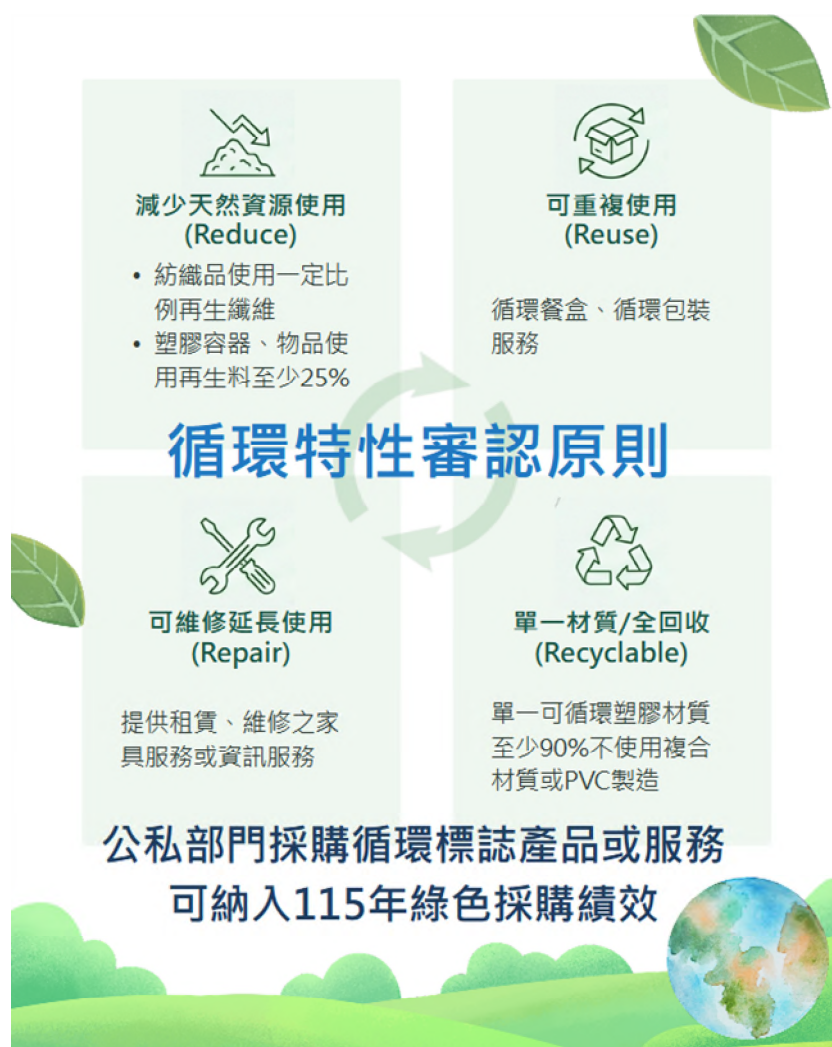 減少天然資源使用
(Reduce)
• 紡織品使用一定比
例再生纖維
• 塑膠容器、物品使
用再生料至少25%
可重複使用
(Reuse)
循環餐盒、循環包裝
服務
循環特性審認原則
可維修延長使用
(Repair)
提供租賃、維修之家
具服務或資訊服務
單一材質/全回收
(Recyclable)
單一可循環塑膠材質
至少90%不使用複合
材質或PVC製造
公私部門採購循環標誌產品或服務
可納入115年綠色採購績效